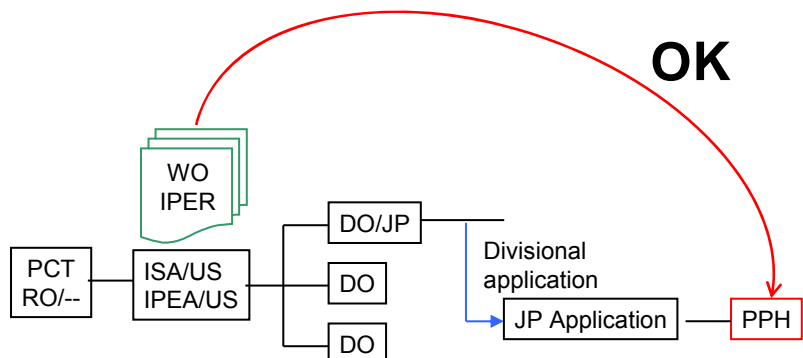 OK
WO
IPER
PCT
RO/--
ISA/US
IPEA/US
DO/JP
DO
DO
Divisional
application
JP Application
PPH